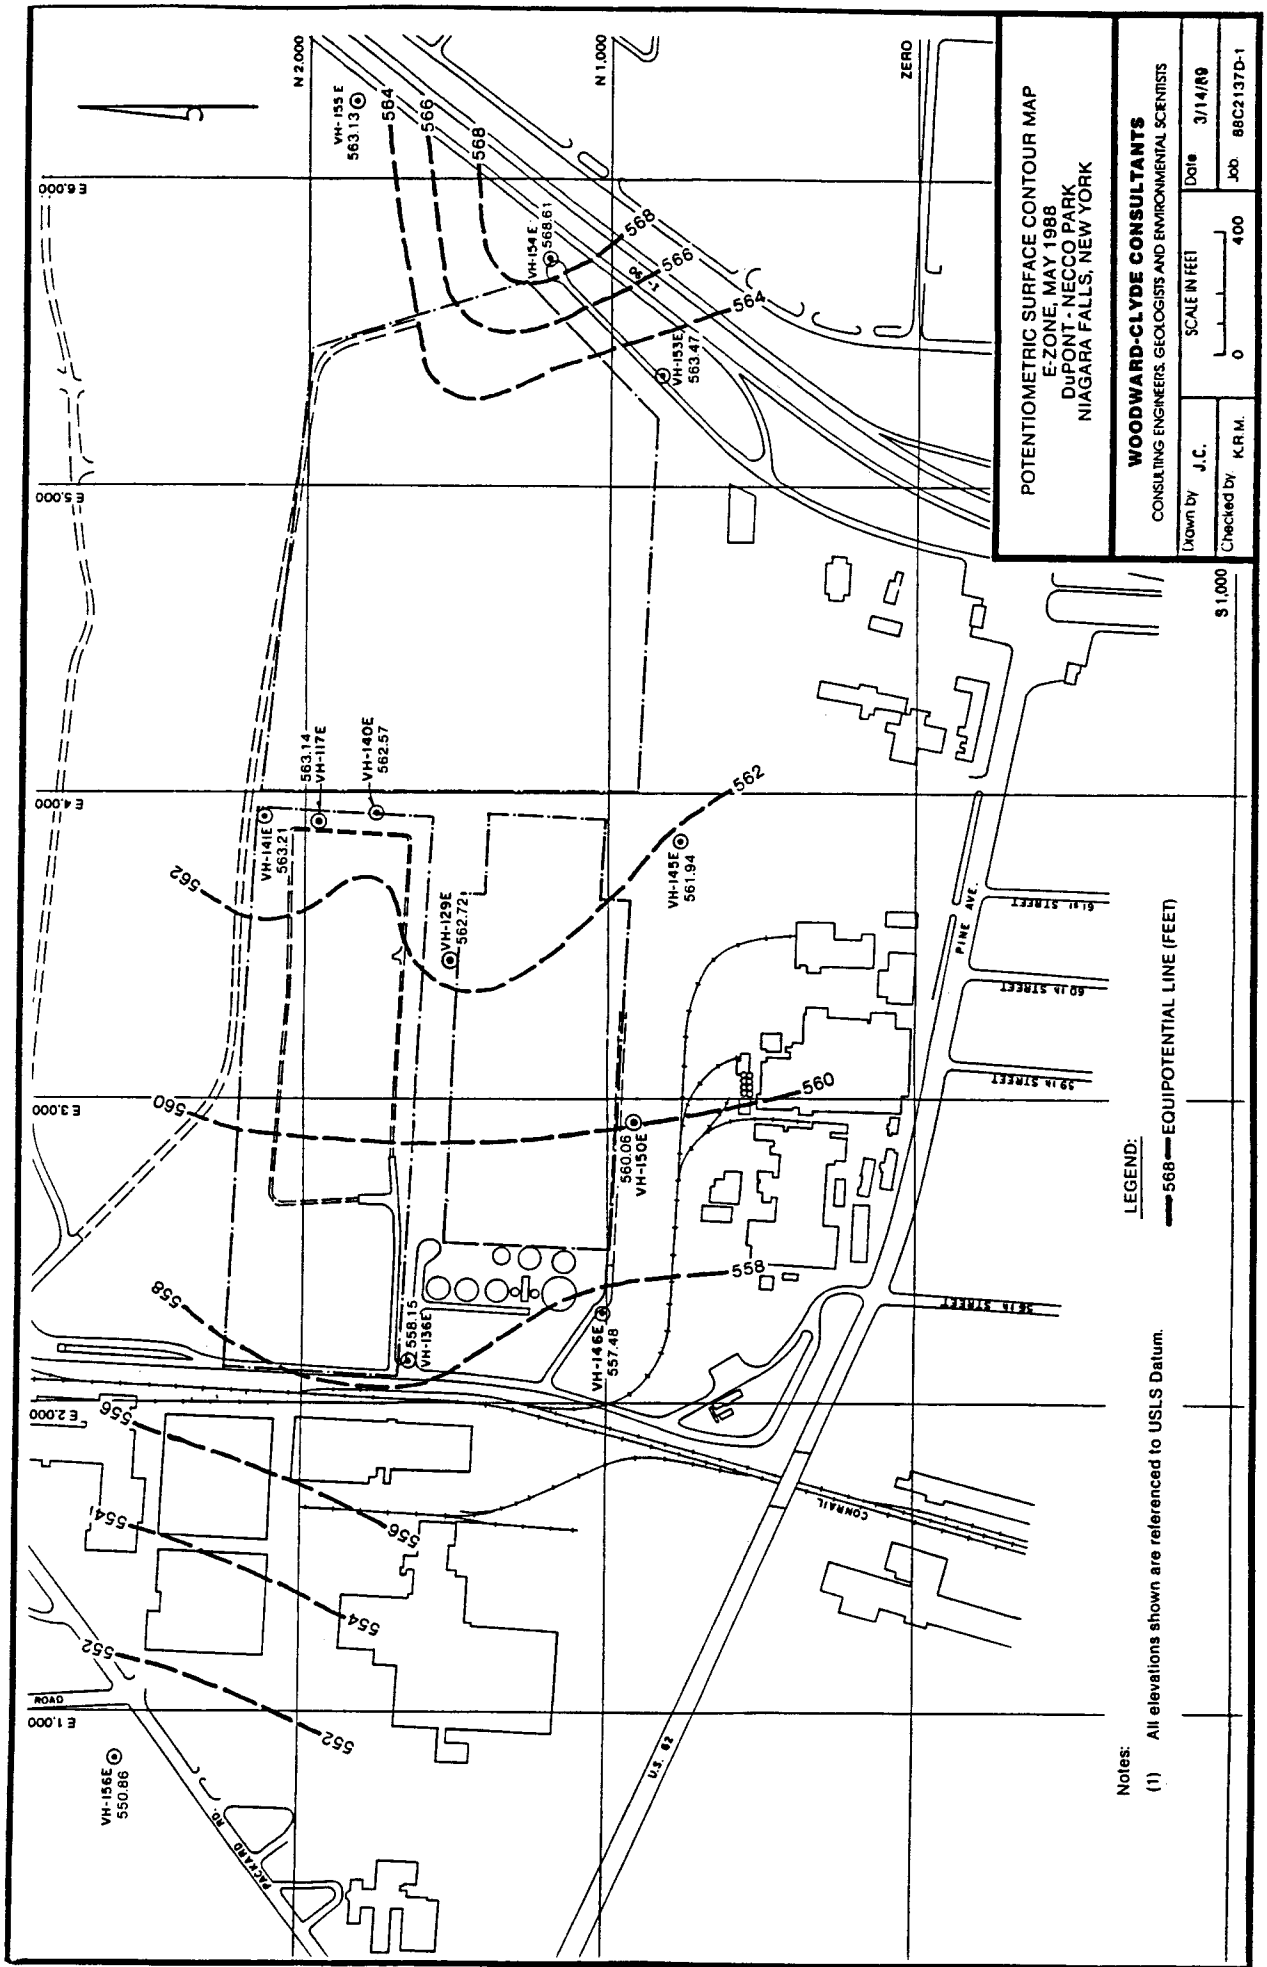 N 2,000
N 1,000
ZERO
S 1,000
E 6,000
E 5,000
E 4,000
E 3,000
E 2,000
E 1,000
VH-155E
563.13
564
566
568
VH-154E
568.61
568
566
564
I-190
VH-153E
563.47
VH-141E
563.21
563.14
VH-117E
VH-140E
562.57
562
VH-129E
562.72
VH-145E
561.94
562
560
560.06
VH-150E
560
558
558.15
VH-136E
VH-146E
557.48
558
556
556
554
554
552
552
VH-156E
550.86
ROAD
PACKARD RD.
U.S. 62
CONRAIL
PINE AVE.
61st STREET
60th STREET
59th STREET
56th STREET
LEGEND:
568 EQUIPOTENTIAL LINE (FEET)
Notes:
(1) All elevations shown are referenced to USLS Datum.
POTENTIOMETRIC SURFACE CONTOUR MAP
E-ZONE, MAY 1988
DuPONT - NECCO PARK
NIAGARA FALLS, NEW YORK
WOODWARD-CLYDE CONSULTANTS
CONSULTING ENGINEERS, GEOLOGISTS AND ENVIRONMENTAL SCIENTISTS
Drawn by J.C.
SCALE IN FEET
0 400
Date 3/14/89
Checked by K.R.M.
Job 88C2137D-1